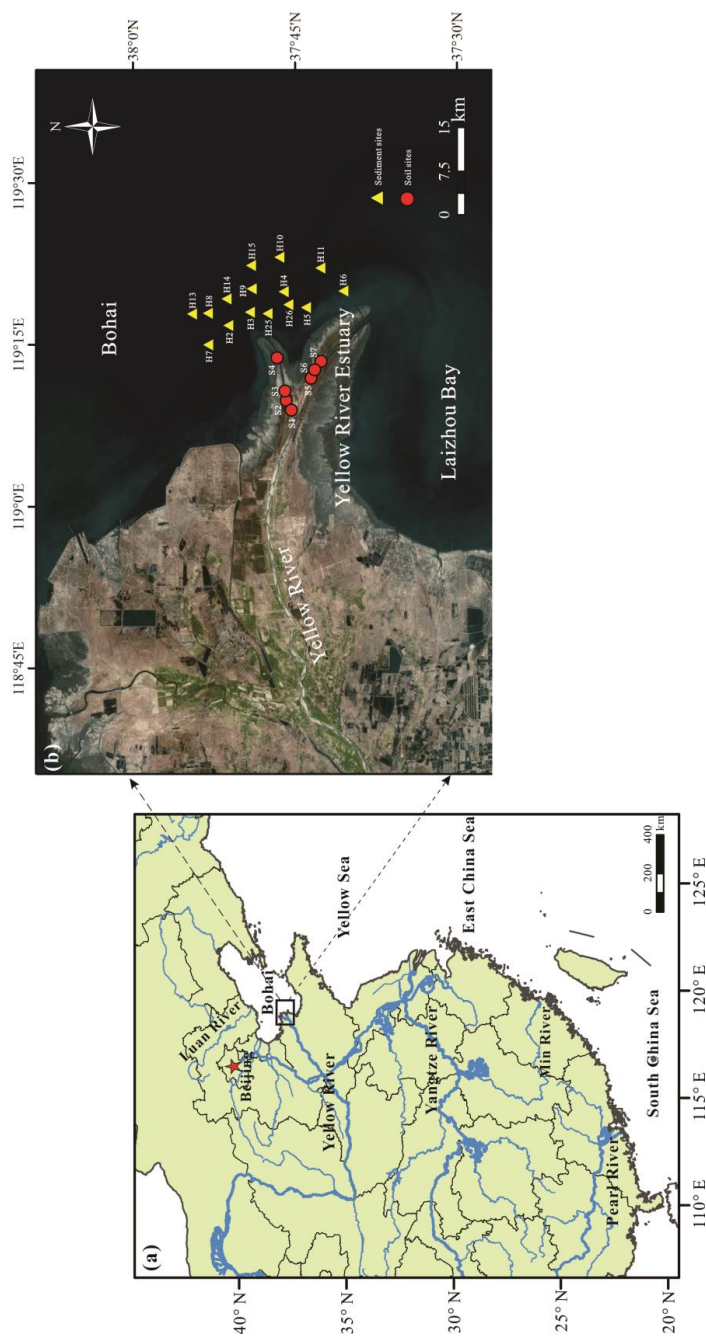 (a)
40° N
35° N
30° N
25° N
20° N
110° E
115° E
120° E
125° E
Luan River
Beijing
Bohai
Yellow River
Yellow Sea
Yangtze River
East China Sea
Min River
Pearl River
South China Sea
0 200 400
km
(b)
118°45'E
119°0'E
119°15'E
119°30'E
38°0'N
37°45'N
37°30'N
N
Bohai
H13
H7
H8
H2
H14
H3
H9
H15
H25
H4
H10
H26
H5
H11
H6
S4
S3
S2
S1
S6
S5
S7
Yellow River
Yellow River Estuary
Laizhou Bay
Sediment sites
Soil sites
0 7.5 15
km